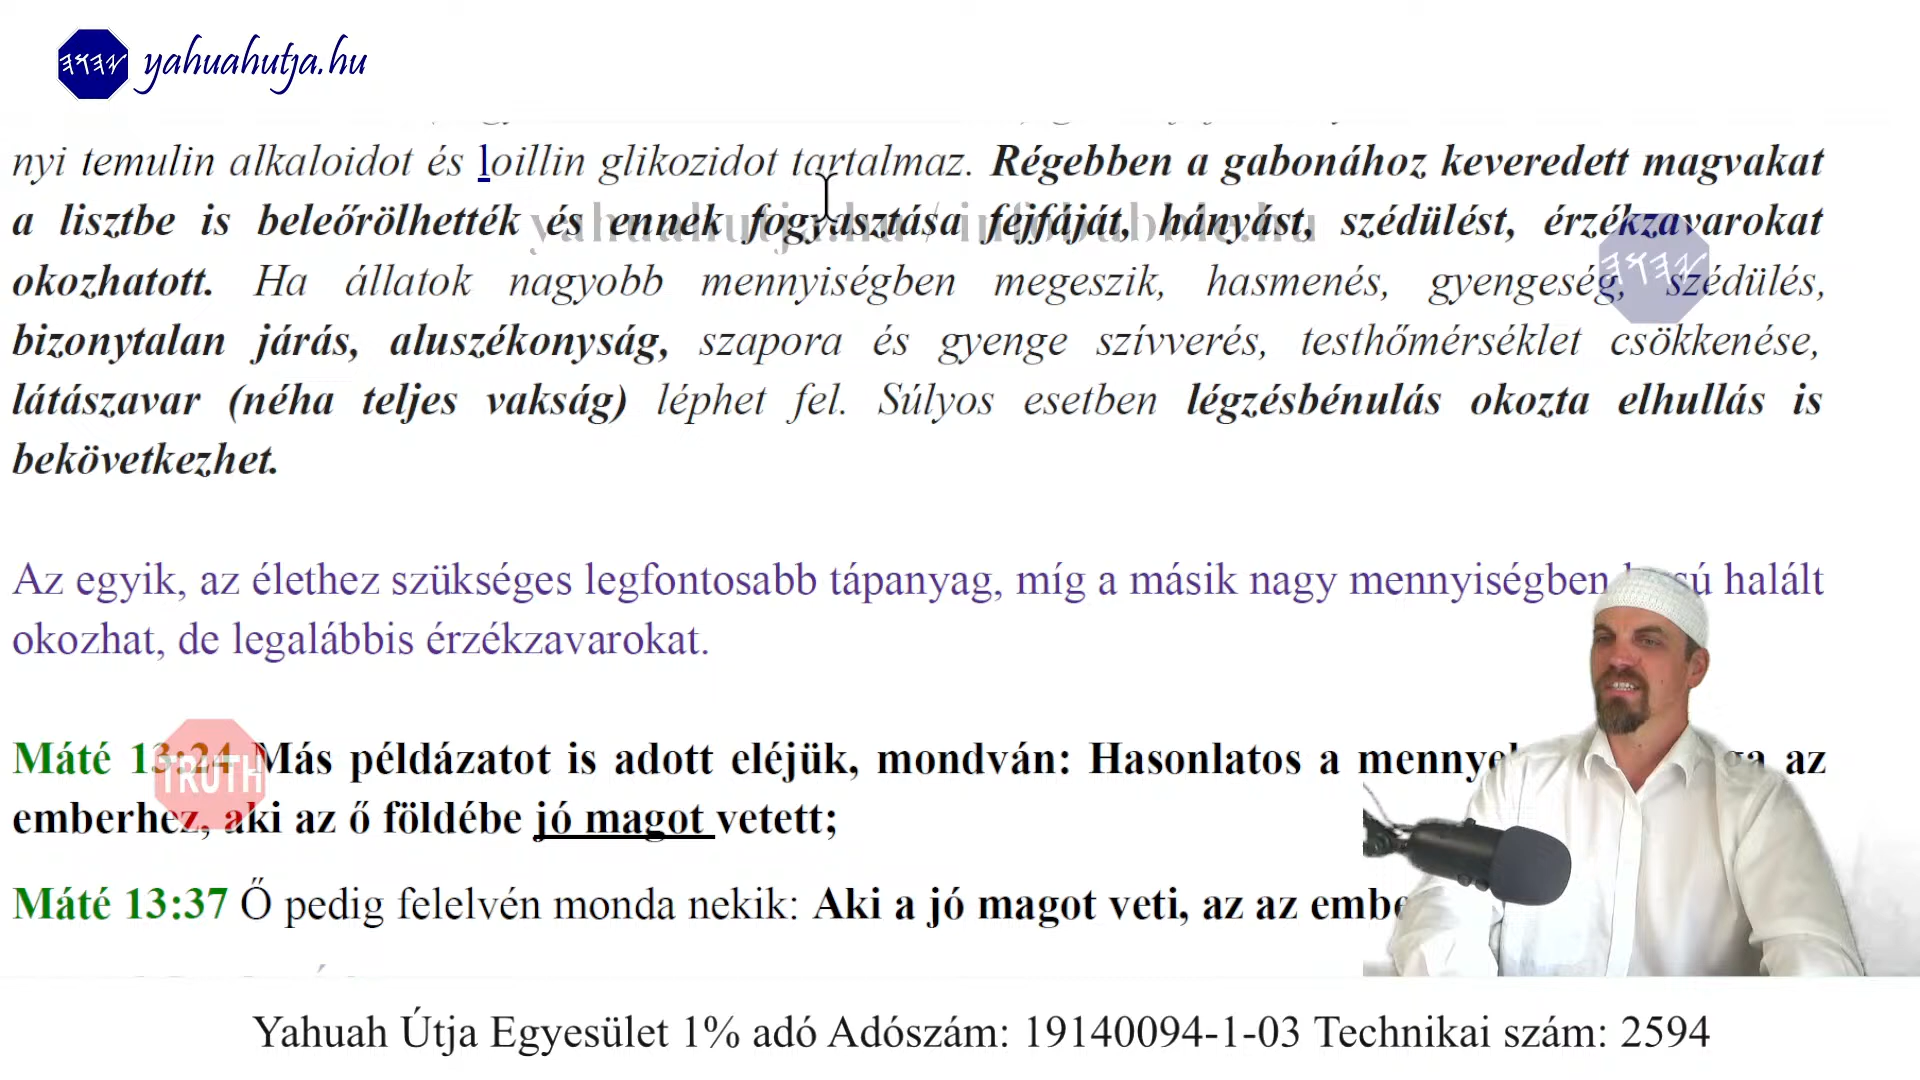 yahuahutja.hu
nyi temulin alkaloidot és loillin glikozidot tartalmaz. Régebben a gabonához keveredett magvakat
a lisztbe is beleőrölhették és ennek fogyasztása fejfáját, hányást, szédülést, érzékzavarokat
yahuahutja.hu /
okozhatott. Ha állatok nagyobb mennyiségben megeszik, hasmenés, gyengeség, szédülés,
bizonytalan járás, aluszékonyság, szapora és gyenge szívverés, testhőmérséklet csökkenése,
látászavar (néha teljes vakság) léphet fel. Súlyos esetben légzésbénulás okozta elhullás is
bekövetkezhet.
Az egyik, az élethez szükséges legfontosabb tápanyag, míg a másik nagy mennyiségben halált
okozhat, de legalábbis érzékzavarokat.
Máté 13:24 Más példázatot is adott eléjük, mondván: Hasonlatos a az
TRUTH
emberhez, aki az ő földébe jó magot vetett;
Máté 13:37 Ő pedig felelvén monda nekik: Aki a jó magot veti, az az
Yahuah Útja Egyesület 1% adó Adószám: 19140094-1-03 Technikai szám: 2594